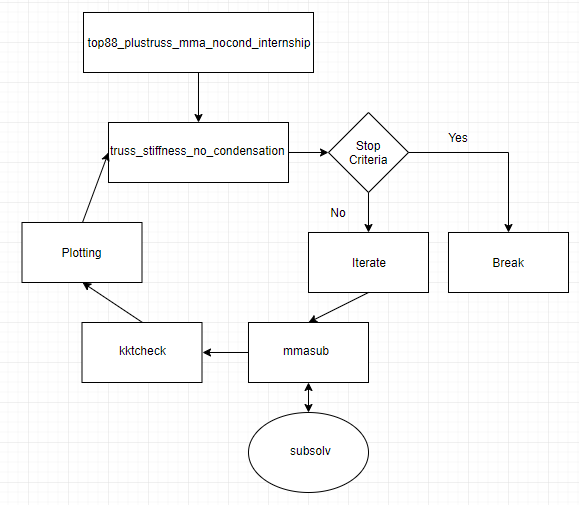 top88_plustruss_mma_nocond_internship
truss_stiffness_no_condensation
Stop
Criteria
Yes
No
Plotting
Iterate
Break
kktcheck
mmasub
subsolv